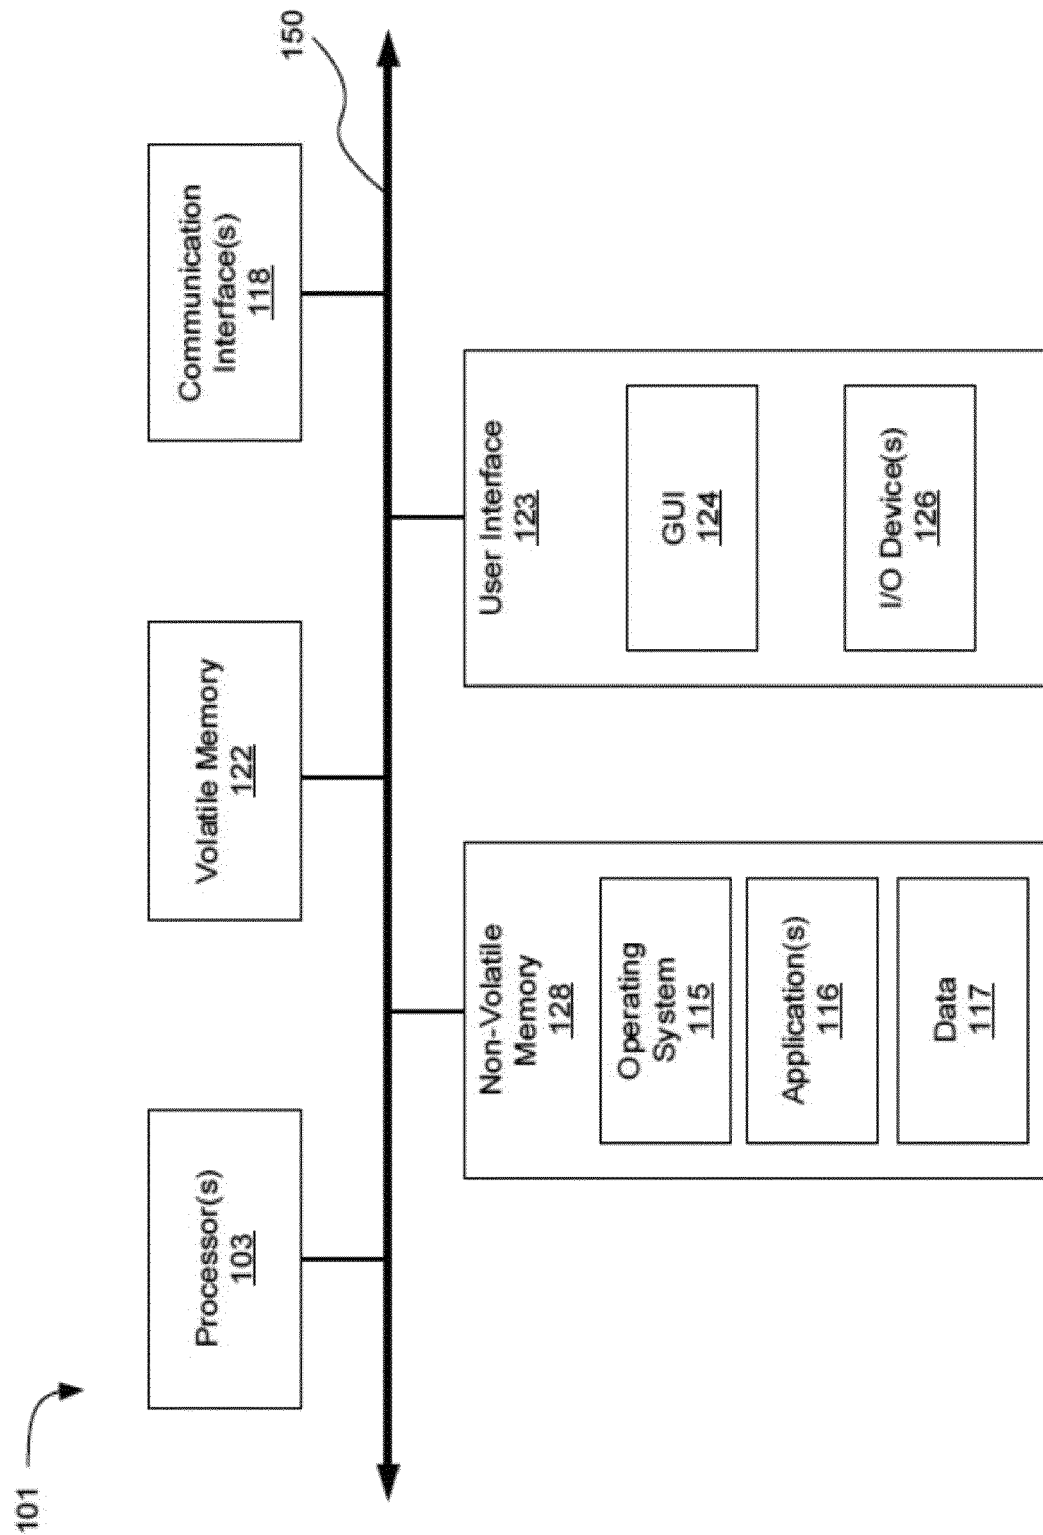 101
150
Processor(s)
103
Volatile Memory
122
Communication
Interface(s)
118
Non-Volatile
Memory
128
Operating
System
115
Application(s)
116
Data
117
User Interface
123
GUI
124
I/O Device(s)
126